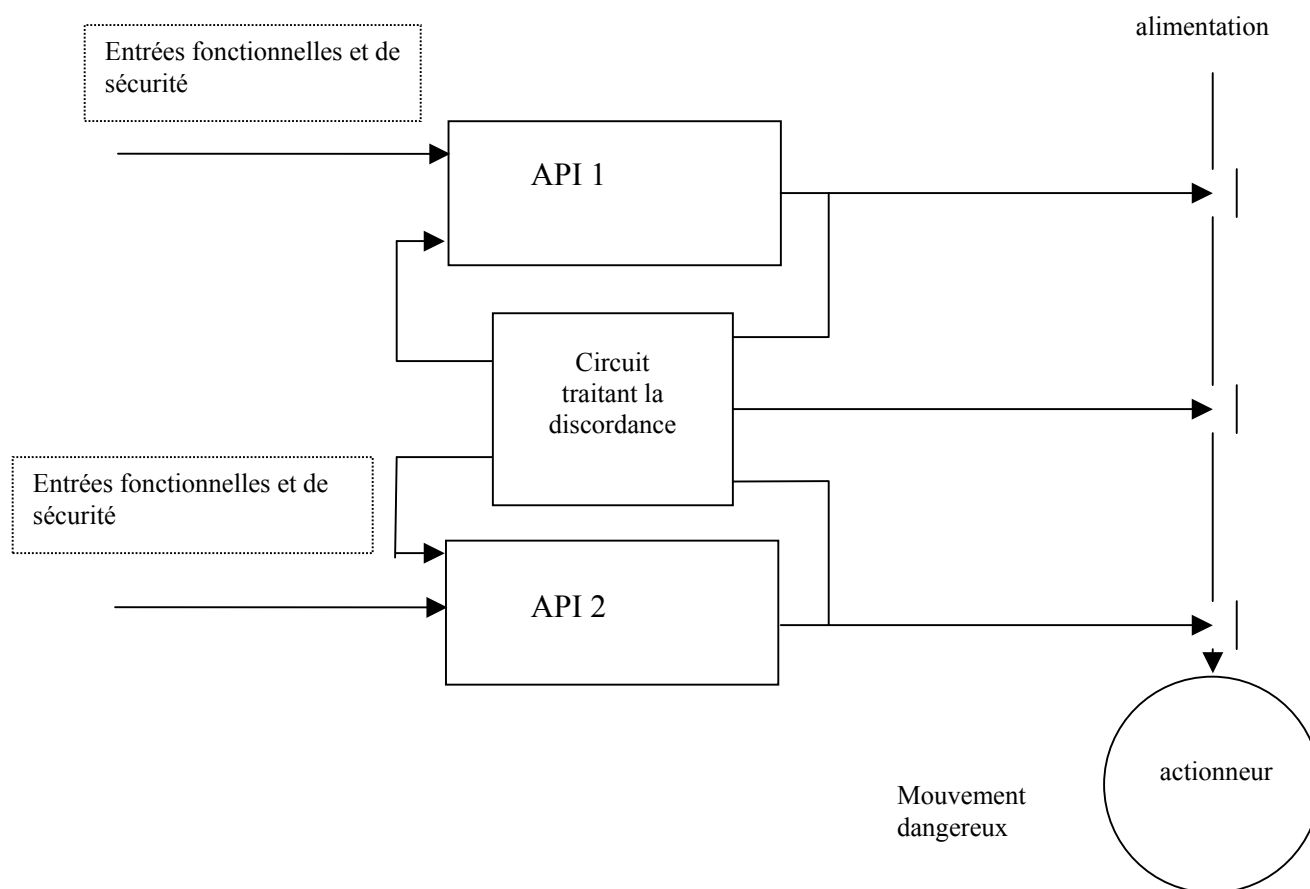 alimentation
Entrées fonctionnelles et de
sécurité
API 1
Circuit
traitant la
discordance
Entrées fonctionnelles et de
sécurité
API 2
actionneur
Mouvement
dangereux